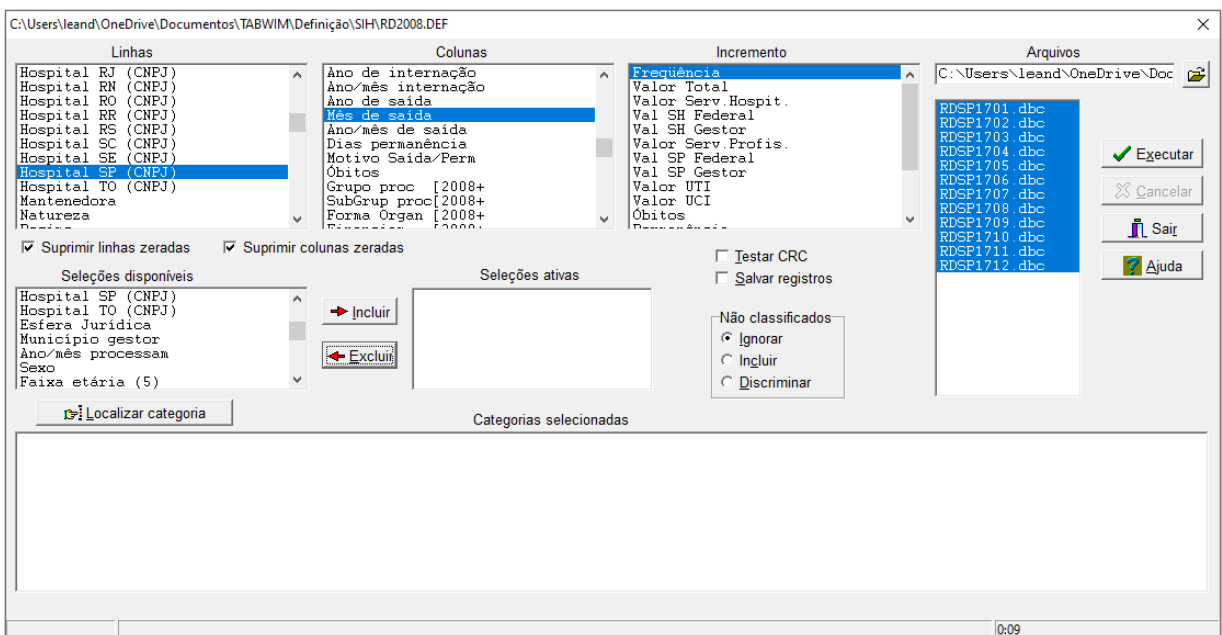 C:\Users\leand\OneDrive\Documentos\TABWIM\Definição\SIH\RD2008.DEF
Linhas
Hospital RJ (CNPJ)
Hospital RN (CNPJ)
Hospital RO (CNPJ)
Hospital RR (CNPJ)
Hospital RS (CNPJ)
Hospital SC (CNPJ)
Hospital SE (CNPJ)
Hospital SP (CNPJ)
Hospital TO (CNPJ)
Mantenedora
Natureza
Colunas
Ano de internação
Ano/mês internação
Ano de saída
Mês de saída
Ano/mês de saída
Dias permanência
Motivo Saída/Perm
Óbitos
Grupo proc [2008+
SubGrup proc[2008+
Forma Organ [2008+
Incremento
Freqüência
Valor Total
Valor Serv.Hospit.
Val SH Federal
Val SH Gestor
Valor Serv.Profis.
Val SP Federal
Val SP Gestor
Valor UTI
Valor UCI
Óbitos
Arquivos
C:\Users\leand\OneDrive\Doc
RDSP1701.dbc
RDSP1702.dbc
RDSP1703.dbc
RDSP1704.dbc
RDSP1705.dbc
RDSP1706.dbc
RDSP1707.dbc
RDSP1708.dbc
RDSP1709.dbc
RDSP1710.dbc
RDSP1711.dbc
RDSP1712.dbc
Executar
Cancelar
Sair
Ajuda
Suprimir linhas zeradas
Suprimir colunas zeradas
Seleções disponíveis
Hospital SP (CNPJ)
Hospital TO (CNPJ)
Esfera Jurídica
Município gestor
Ano/mês processam
Sexo
Faixa etária (5)
Incluir
Excluir
Seleções ativas
Testar CRC
Salvar registros
Não classificados
Ignorar
Incluir
Discriminar
Localizar categoria
Categorias selecionadas
0:09